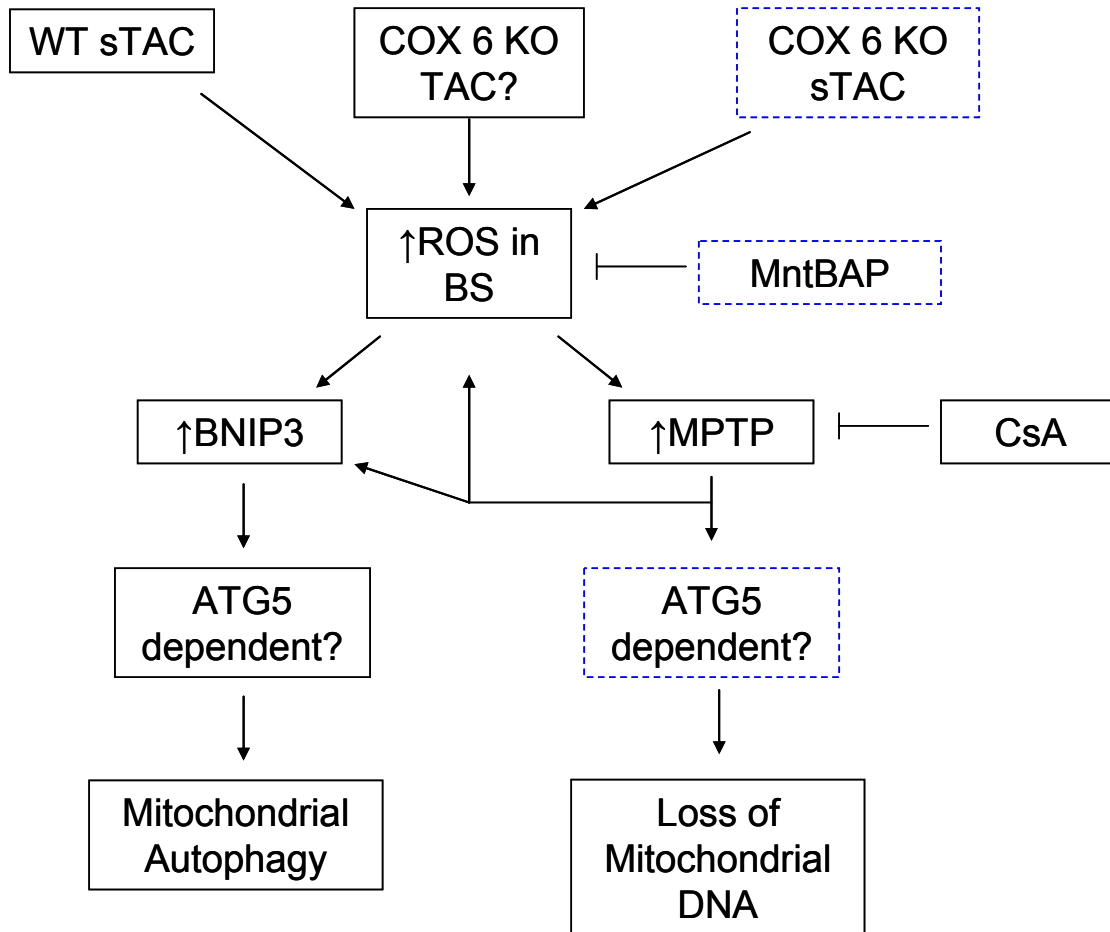 WT sTAC
COX 6 KO
TAC?
COX 6 KO
sTAC
↑ROS in
BS
MntBAP
↑BNIP3
↑MPTP
CsA
ATG5
dependent?
ATG5
dependent?
Mitochondrial
Autophagy
Loss of
Mitochondrial
DNA